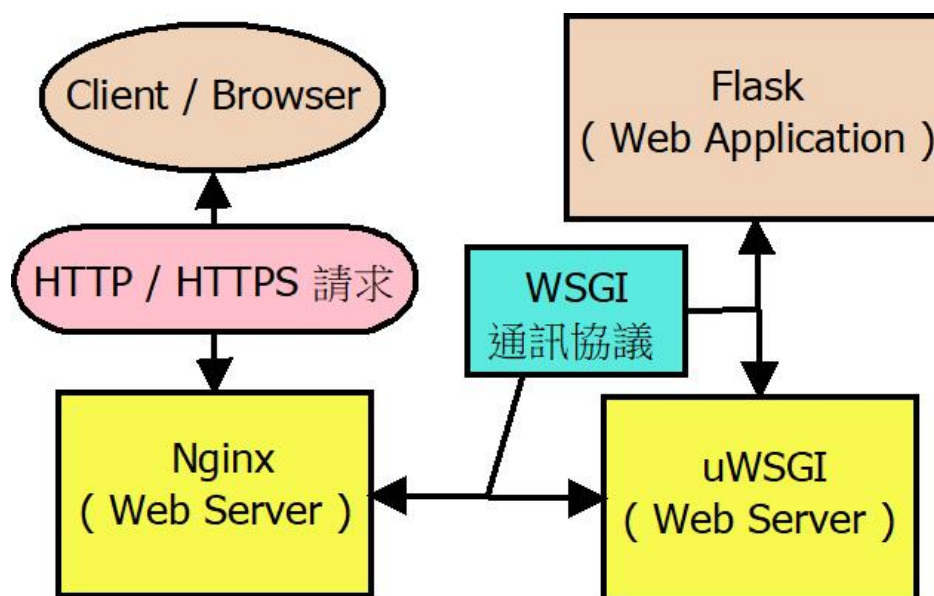 Client / Browser
Flask
( Web Application )
HTTP / HTTPS 請求
WSGI
通訊協議
Nginx
( Web Server )
uWSGI
( Web Server )